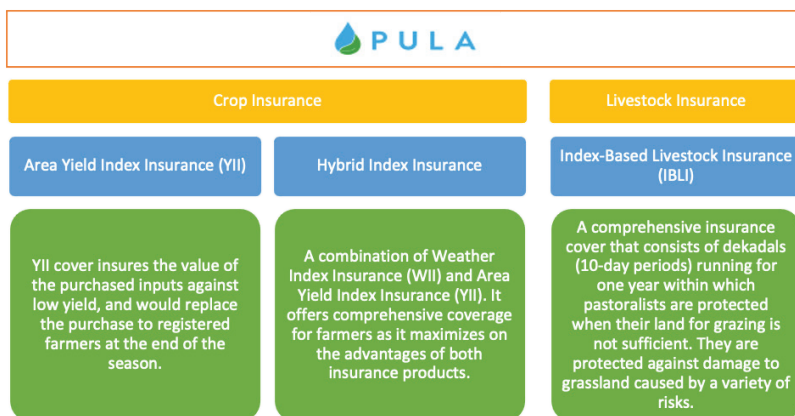 PULA
Crop Insurance
Livestock Insurance
Area Yield Index Insurance (YII)
Hybrid Index Insurance
Index-Based Livestock Insurance
(IBLI)
YII cover insures the value of
the purchased inputs against
low yield, and would replace
the purchase to registered
farmers at the end of the
season.
A combination of Weather
Index Insurance (WII) and Area
Yield Index Insurance (YII). It
offers comprehensive coverage
for farmers as it maximizes on
the advantages of both
insurance products.
A comprehensive insurance
cover that consists of dekadals
(10-day periods) running for
one year within which
pastoralists are protected
when their land for grazing is
not sufficient. They are
protected against damage to
grassland caused by a variety of
risks.